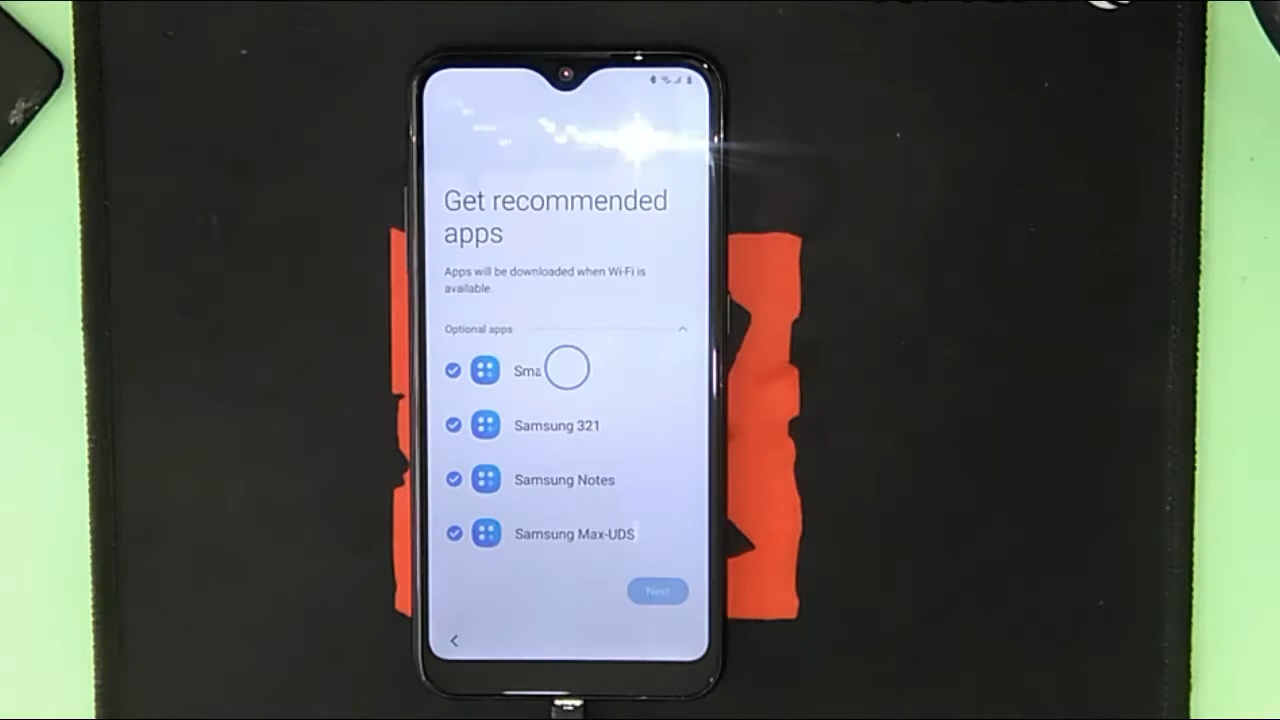 Get recommended
apps
Apps will be downloaded when Wi-Fi is
available.
Optional apps
Sma
Samsung 321
Samsung Notes
Samsung Max-UDS
Next